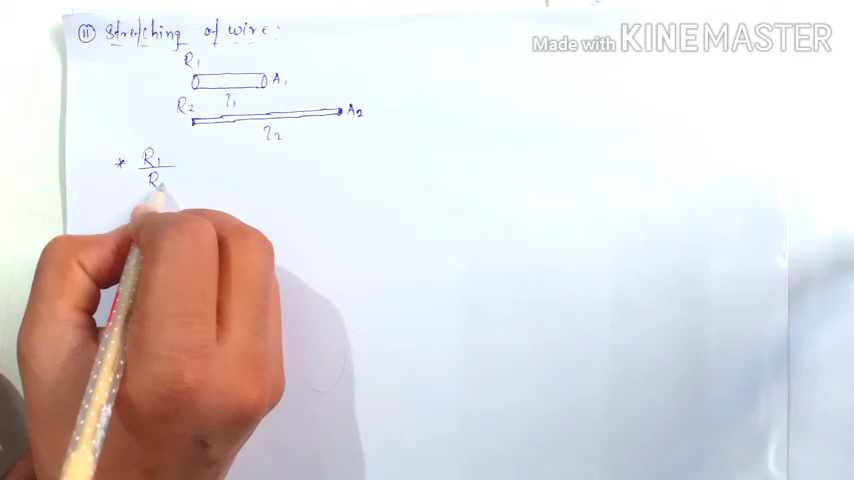 ii Stretching of wire:
Made with KINEMASTER
R1
A1
l1
R2
A2
l2
* R1
R